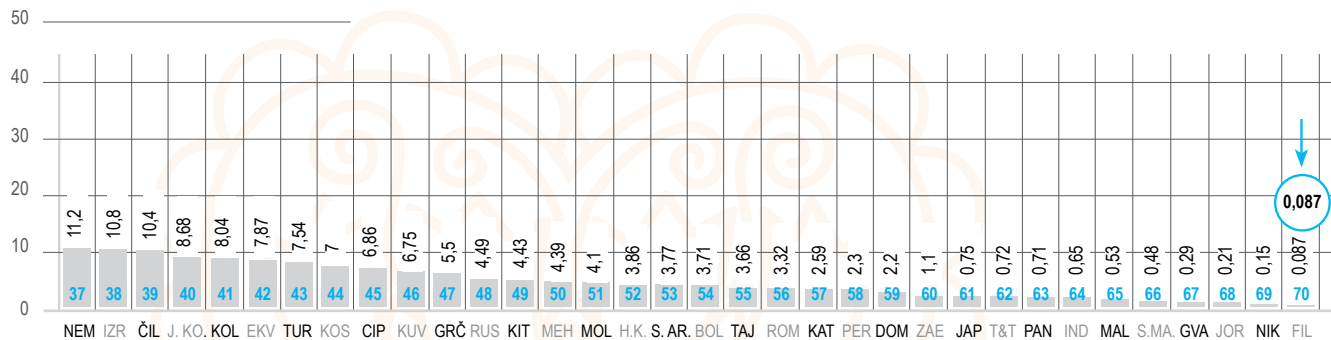 50
40
30
20
10
0
11,2 10,8 10,4 8,68 8,04 7,87 7,54 7 6,86 6,75 5,5 4,49 4,43 4,39 4,1 3,86 3,77 3,71 3,66 3,32 2,59 2,3 2,2 1,1 0,75 0,72 0,71 0,65 0,53 0,48 0,29 0,21 0,15 0,087
0,087
37 38 39 40 41 42 43 44 45 46 47 48 49 50 51 52 53 54 55 56 57 58 59 60 61 62 63 64 65 66 67 68 69 70
NEM IZR ČIL J. KO. KOL EKV TUR KOS CIP KUV GRČ RUS KIT MEH MOL H.K. S. AR. BOL TAJ ROM KAT PER DOM ZAE JAP T&T PAN IND MAL S.MA. GVA JOR NIK FIL